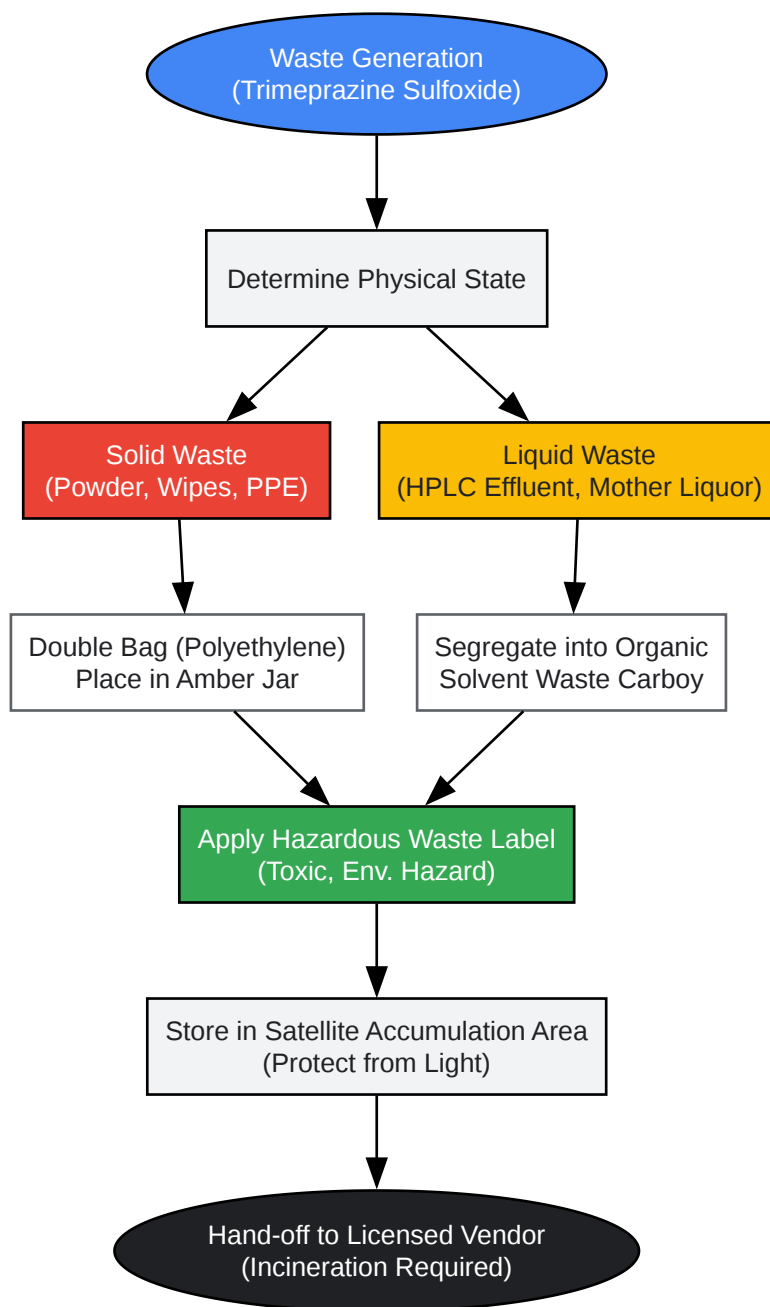 Waste Generation
(Trimeprazine Sulfoxide)
Determine Physical State
Solid Waste
(Powder, Wipes, PPE)
Liquid Waste
(HPLC Effluent, Mother Liquor)
Double Bag (Polyethylene)
Place in Amber Jar
Segregate into Organic
Solvent Waste Carboy
Apply Hazardous Waste Label
(Toxic, Env. Hazard)
Store in Satellite Accumulation Area
(Protect from Light)
Hand-off to Licensed Vendor
(Incineration Required)